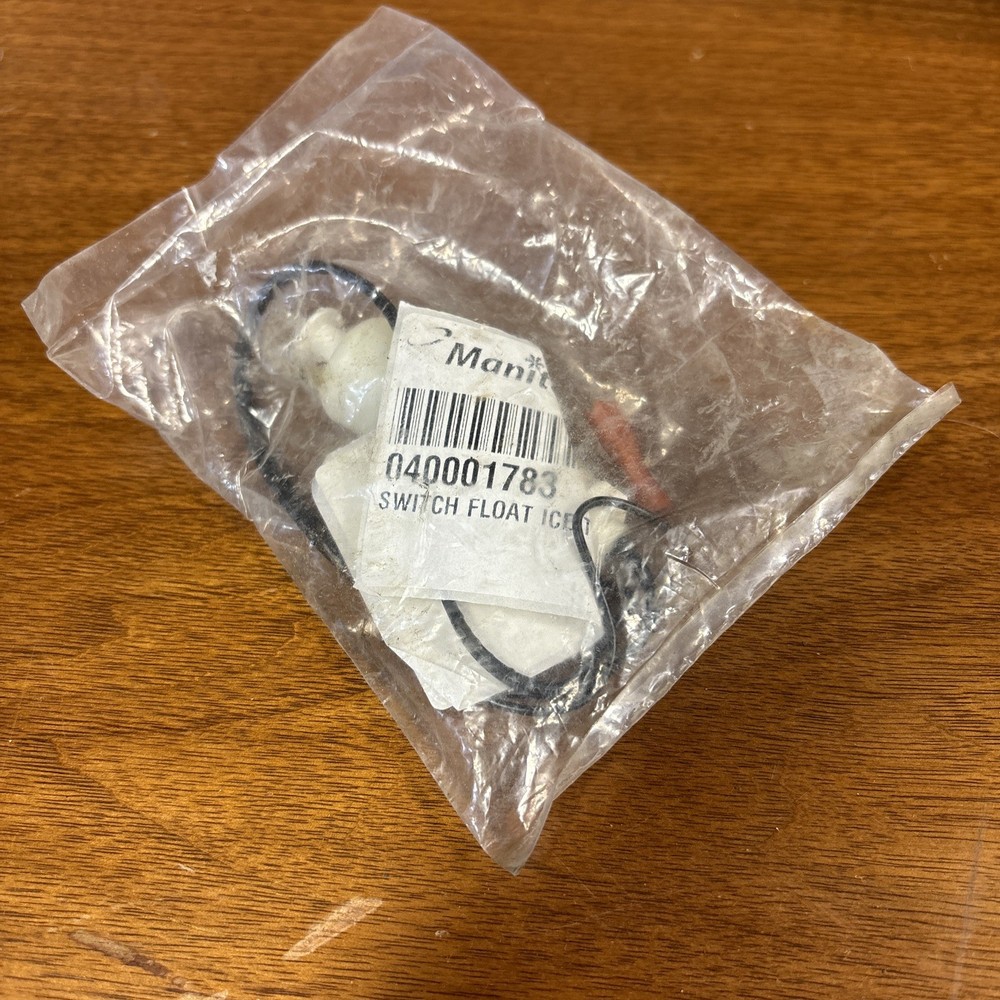 Manit
040001783
SWITCH FLOAT ICE